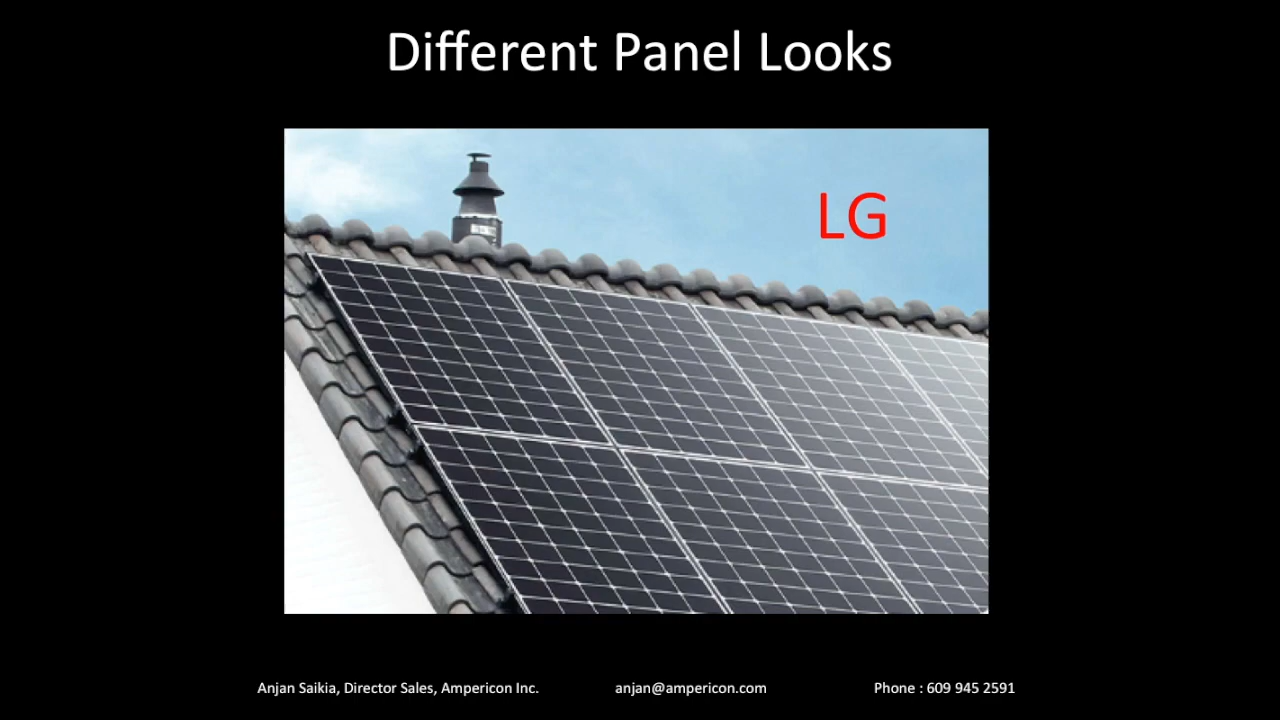 Different Panel Looks
LG
Anjan Saikia, Director Sales, Ampericon Inc. anjan@ampericon.com Phone : 609 945 2591